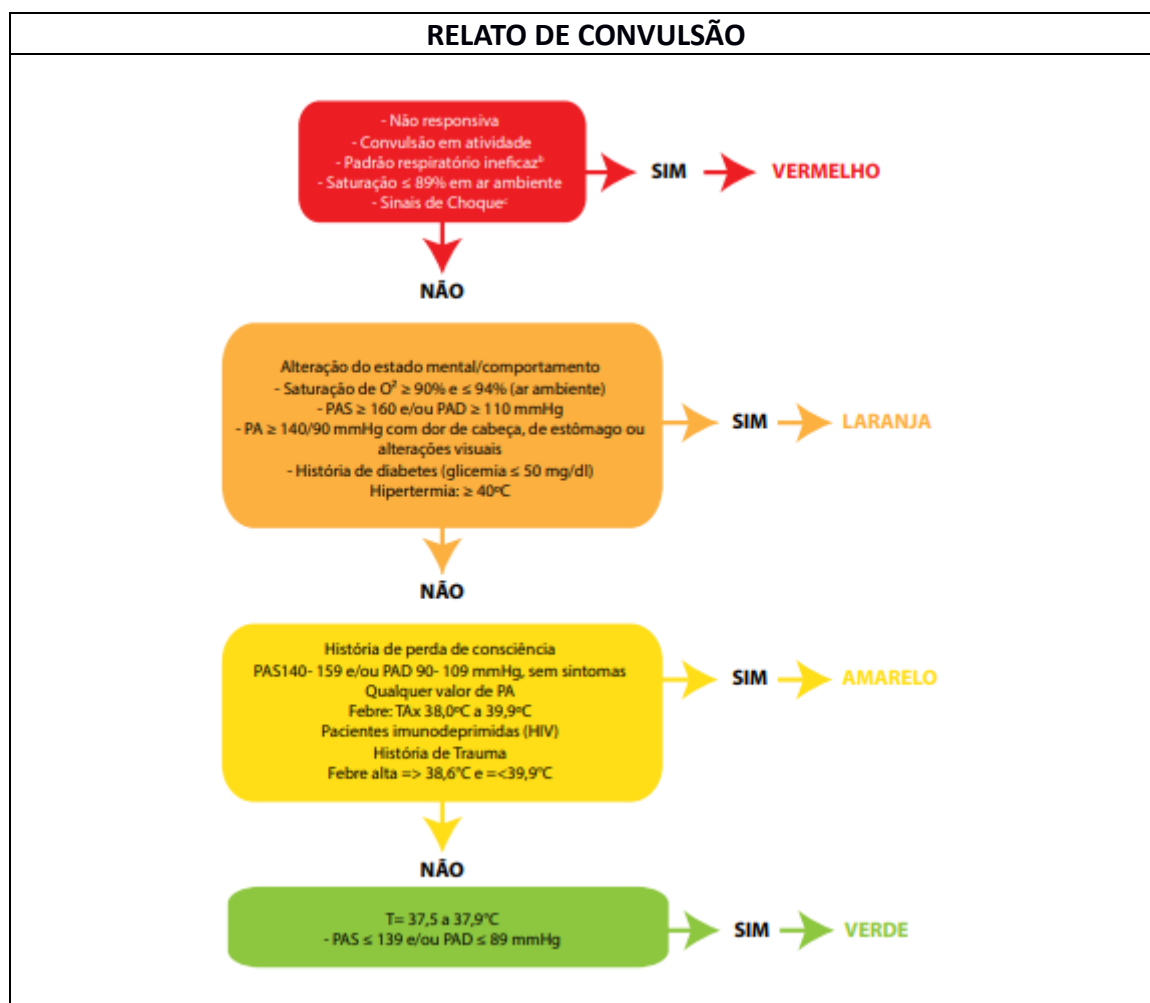 RELATO DE CONVULSÃO
- Não responsiva
- Convulsão em atividade
- Padrão respiratório ineficazᵇ
- Saturação ≤ 89% em ar ambiente
- Sinais de Choqueᶜ
SIM
VERMELHO
NÃO
Alteração do estado mental/comportamento
- Saturação de O² ≥ 90% e ≤ 94% (ar ambiente)
- PAS ≥ 160 e/ou PAD ≥ 110 mmHg
- PA ≥ 140/90 mmHg com dor de cabeça, de estômago ou
alterações visuais
- História de diabetes (glicemia ≤ 50 mg/dl)
Hipertermia: ≥ 40ºC
SIM
LARANJA
NÃO
História de perda de consciência
PAS140- 159 e/ou PAD 90- 109 mmHg, sem sintomas
Qualquer valor de PA
Febre: TAx 38,0ºC a 39,9ºC
Pacientes imunodeprimidas (HIV)
História de Trauma
Febre alta => 38,6°C e =<39,9°C
SIM
AMARELO
NÃO
T= 37,5 a 37,9°C
- PAS ≤ 139 e/ou PAD ≤ 89 mmHg
SIM
VERDE